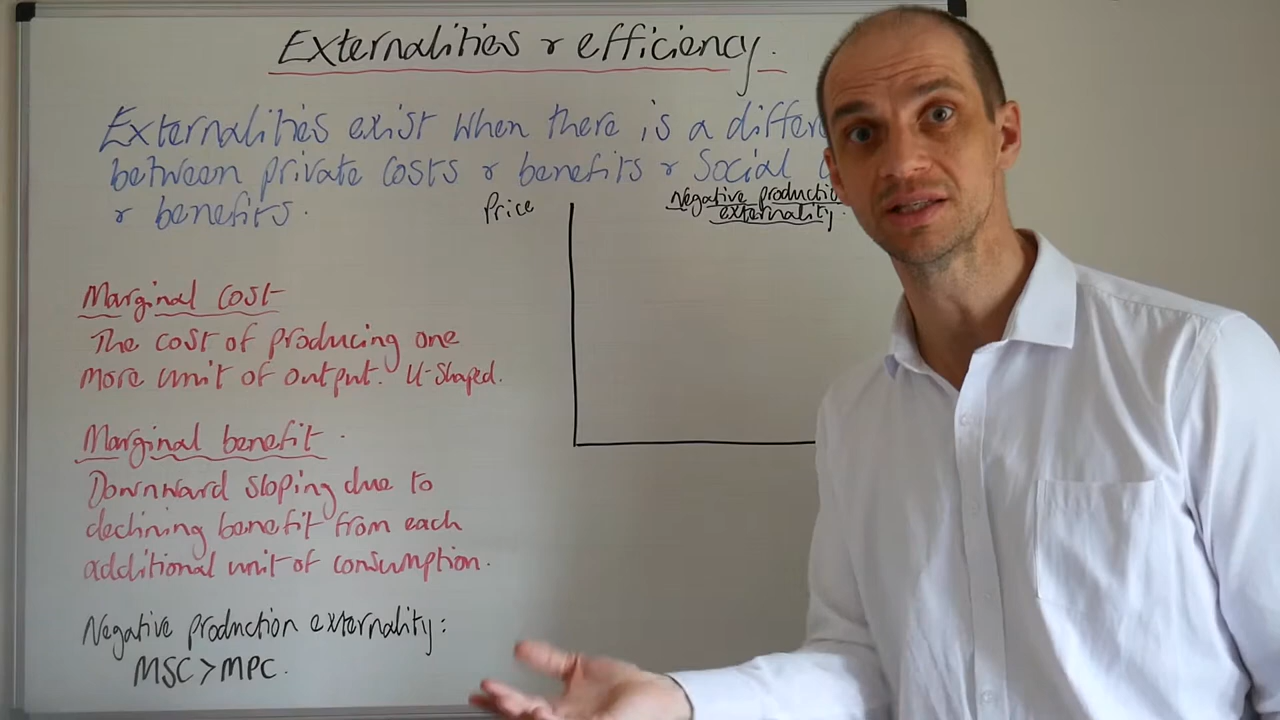 Externalities & efficiency.
Externalities exist when there is a differ
between private costs & benefits & Social
& benefits.
Price
Negative productio
externality.
Marginal cost
The cost of producing one
more unit of output. U-Shaped.
Marginal benefit.
Downward sloping due to
declining benefit from each
additional unit of consumption.
Negative production externality:
MSC > MPC.